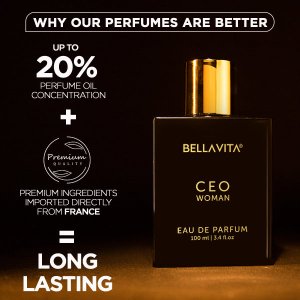 WHY OUR PERFUMES ARE BETTER
UP TO
20%
PERFUME OIL
CONCENTRATION
+
Premium
QUALITY
PREMIUM INGREDIENTS
IMPORTED DIRECTLY
FROM FRANCE
=
LONG
LASTING
BELLAVITA®
CEO
WOMAN
EAU DE PARFUM
100 ml | 3.4 fl.oz